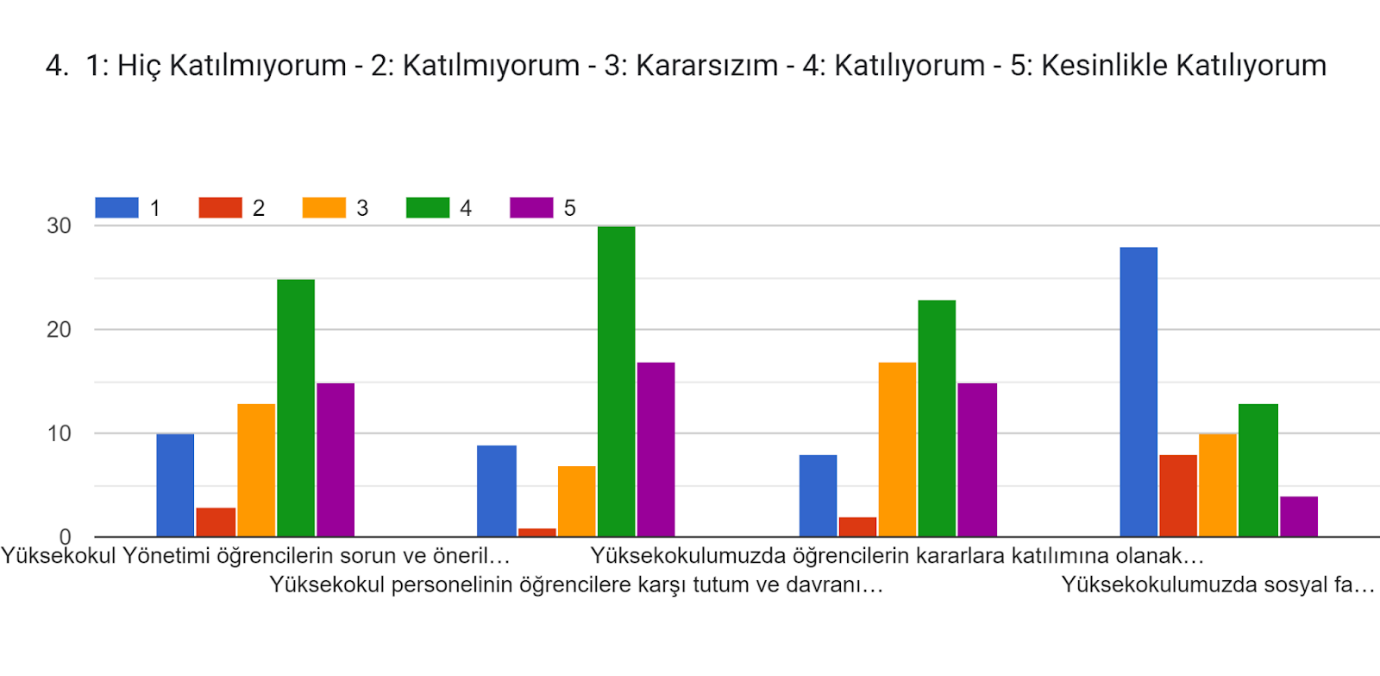 4. 1: Hiç Katılmıyorum - 2: Katılmıyorum - 3: Kararsızım - 4: Katılıyorum - 5: Kesinlikle Katılıyorum
1 2 3 4 5
30
20
10
0
Yüksekokul Yönetimi öğrencilerin sorun ve öneril…
Yüksekokul personelinin öğrencilere karşı tutum ve davranı…
Yüksekokulumuzda öğrencilerin kararlara katılımına olanak…
Yüksekokulumuzda sosyal fa…